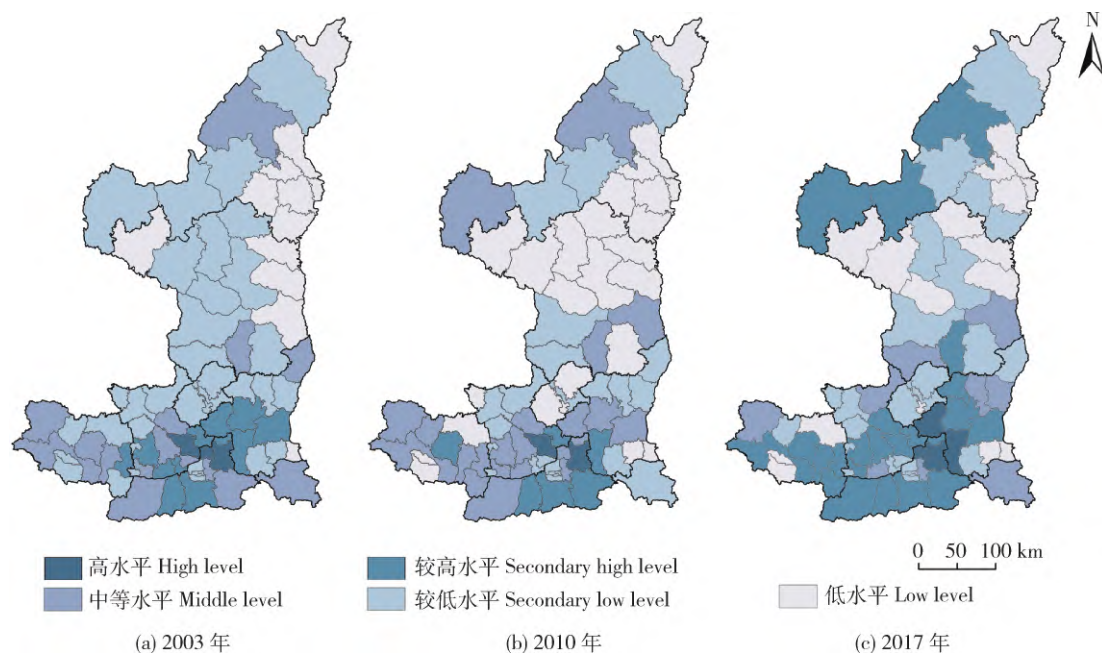 N
高水平 High level
较高水平 Secondary high level
0 50 100 km
中等水平 Middle level
较低水平 Secondary low level
低水平 Low level
(a) 2003 年
(b) 2010 年
(c) 2017 年